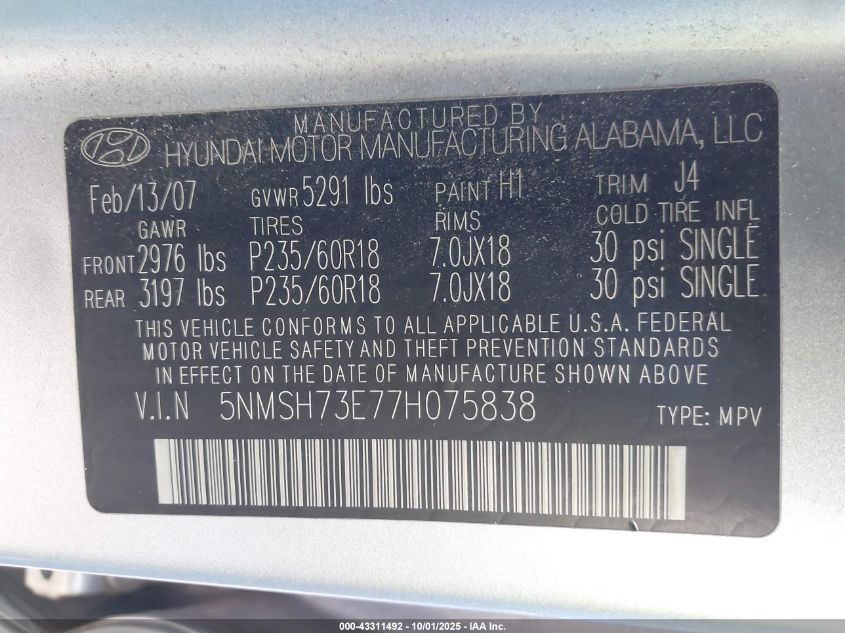 MANUFACTURED BY
HYUNDAI MOTOR MANUFACTURING ALABAMA, LLC
Feb/13/07 GVWR 5291 lbs PAINT H1 TRIM J4
GAWR TIRES RIMS COLD TIRE INFL
FRONT 2976 lbs P235/60R18 7.0JX18 30 psi SINGLE
REAR 3197 lbs P235/60R18 7.0JX18 30 psi SINGLE
THIS VEHICLE CONFORMS TO ALL APPLICABLE U.S.A. FEDERAL
MOTOR VEHICLE SAFETY AND THEFT PREVENTION STANDARDS
IN EFFECT ON THE DATE OF MANUFACTURE SHOWN ABOVE
V.I.N 5NMSH73E77H075838 TYPE: MPV
000-43311492 - 10/01/2025 - IAA Inc.